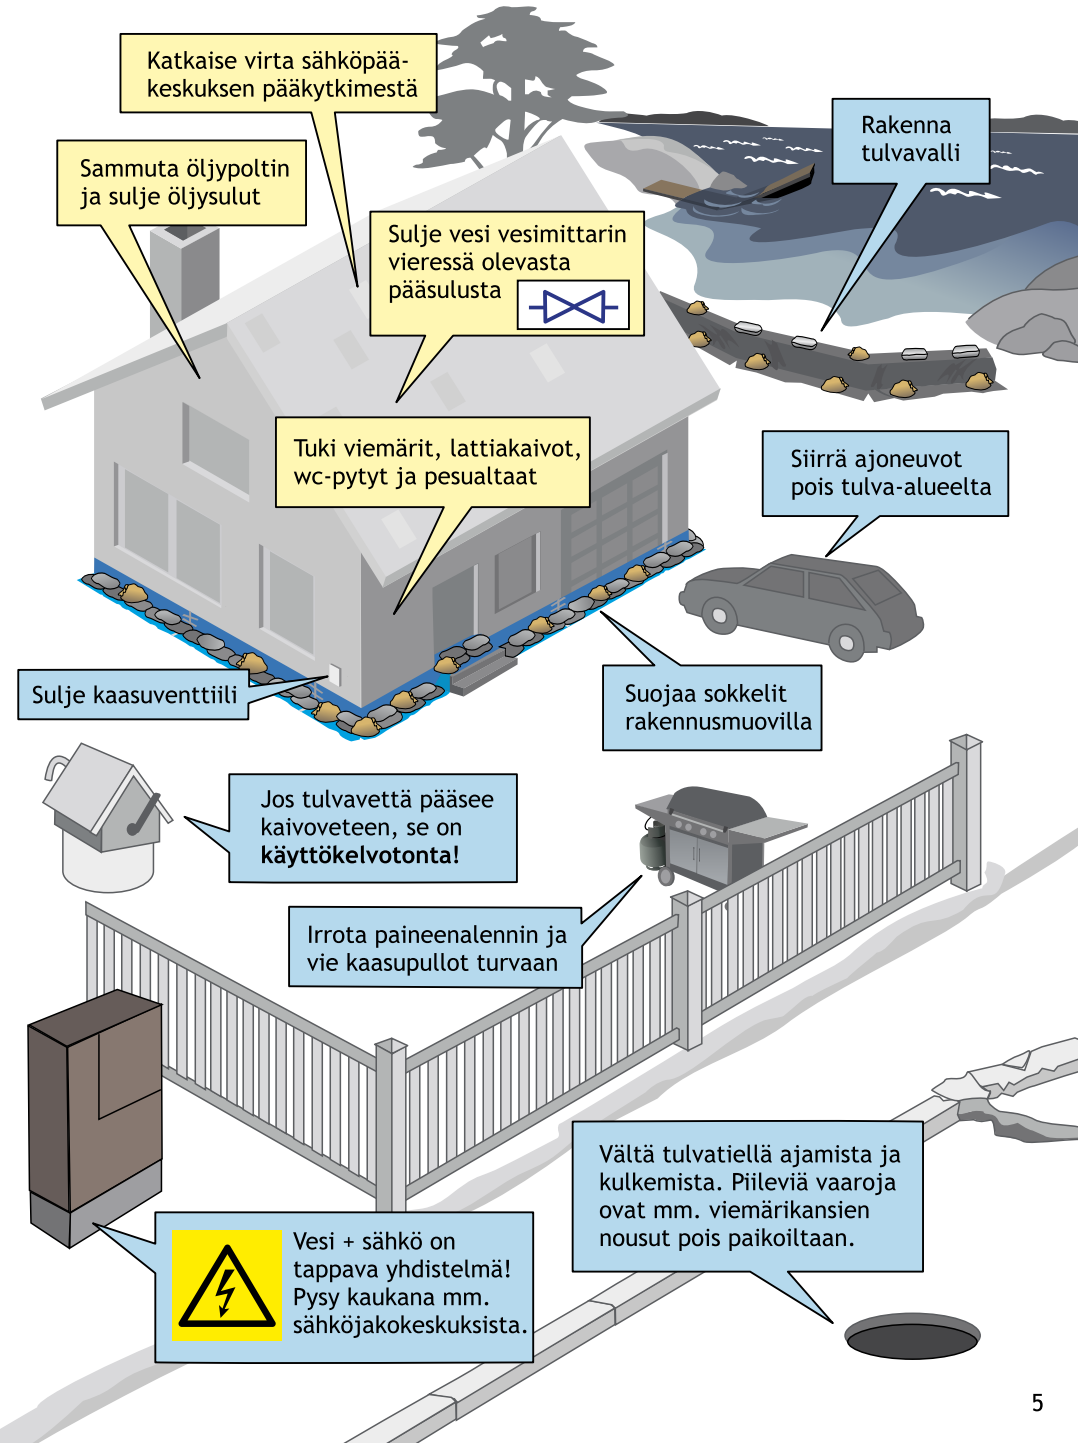 Katkaise virta sähköpää-
keskuksen pääkytkimestä
Rakenna
tulvavalli
Sammuta öljypoltin
ja sulje öljysulut
Sulje vesi vesimittarin
vieressä olevasta
pääsulusta
Tuki viemärit, lattiakaivot,
wc-pytyt ja pesualtaat
Siirrä ajoneuvot
pois tulva-alueelta
Sulje kaasuventtiili
Suojaa sokkelit
rakennusmuovilla
Jos tulvavettä pääsee
kaivoveteen, se on
käyttökelvotonta!
Irrota paineenalennin ja
vie kaasupullot turvaan
Vältä tulvatiellä ajamista ja
kulkemista. Piileviä vaaroja
ovat mm. viemärikansien
nousut pois paikoiltaan.
Vesi + sähkö on
tappava yhdistelmä!
Pysy kaukana mm.
sähköjakokeskuksista.
5